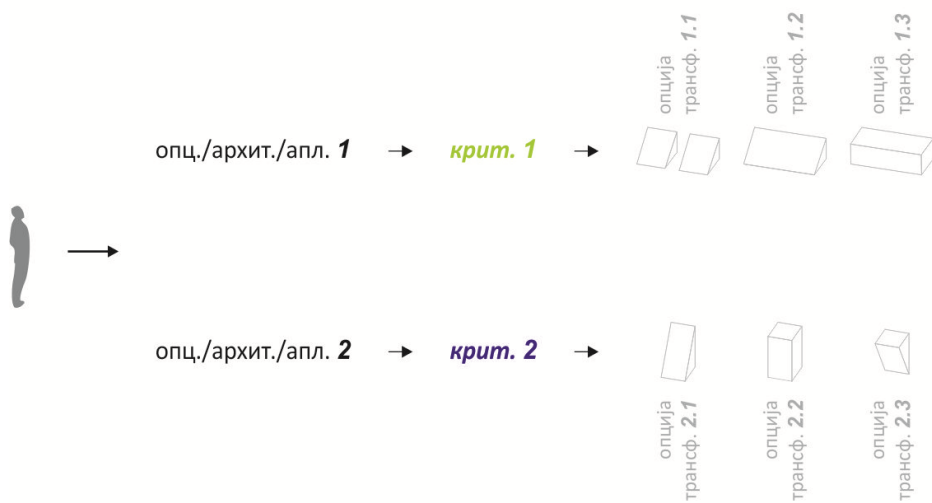 опција
трансф. 1.1
опција
трансф. 1.2
опција
трансф. 1.3
опц./архит./апл. 1
крит. 1
опц./архит./апл. 2
крит. 2
опција
трансф. 2.1
опција
трансф. 2.2
опција
трансф. 2.3